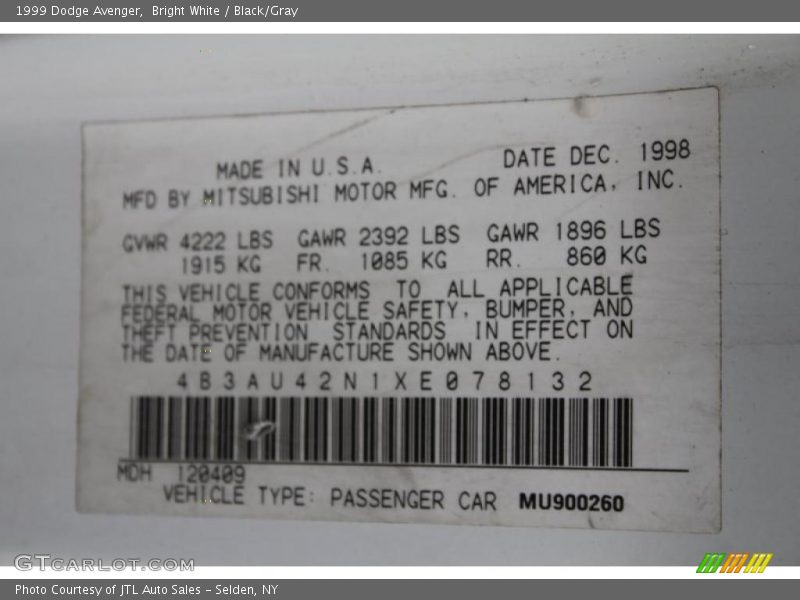 1999 Dodge Avenger,  Bright White / Black/Gray
MADE IN U.S.A. DATE DEC. 1998
MFD BY MITSUBISHI MOTOR MFG. OF AMERICA, INC.
GVWR 4222 LBS GAWR 2392 LBS GAWR 1896 LBS
1915 KG FR. 1085 KG RR. 860 KG
THIS VEHICLE CONFORMS TO ALL APPLICABLE
FEDERAL MOTOR VEHICLE SAFETY, BUMPER, AND
THEFT PREVENTION STANDARDS IN EFFECT ON
THE DATE OF MANUFACTURE SHOWN ABOVE.
4B3AU42N1XE078132
MDH 120409
VEHICLE TYPE: PASSENGER CAR MU900260
GTcarlot.com
Photo Courtesy of JTL Auto Sales – Selden, NY